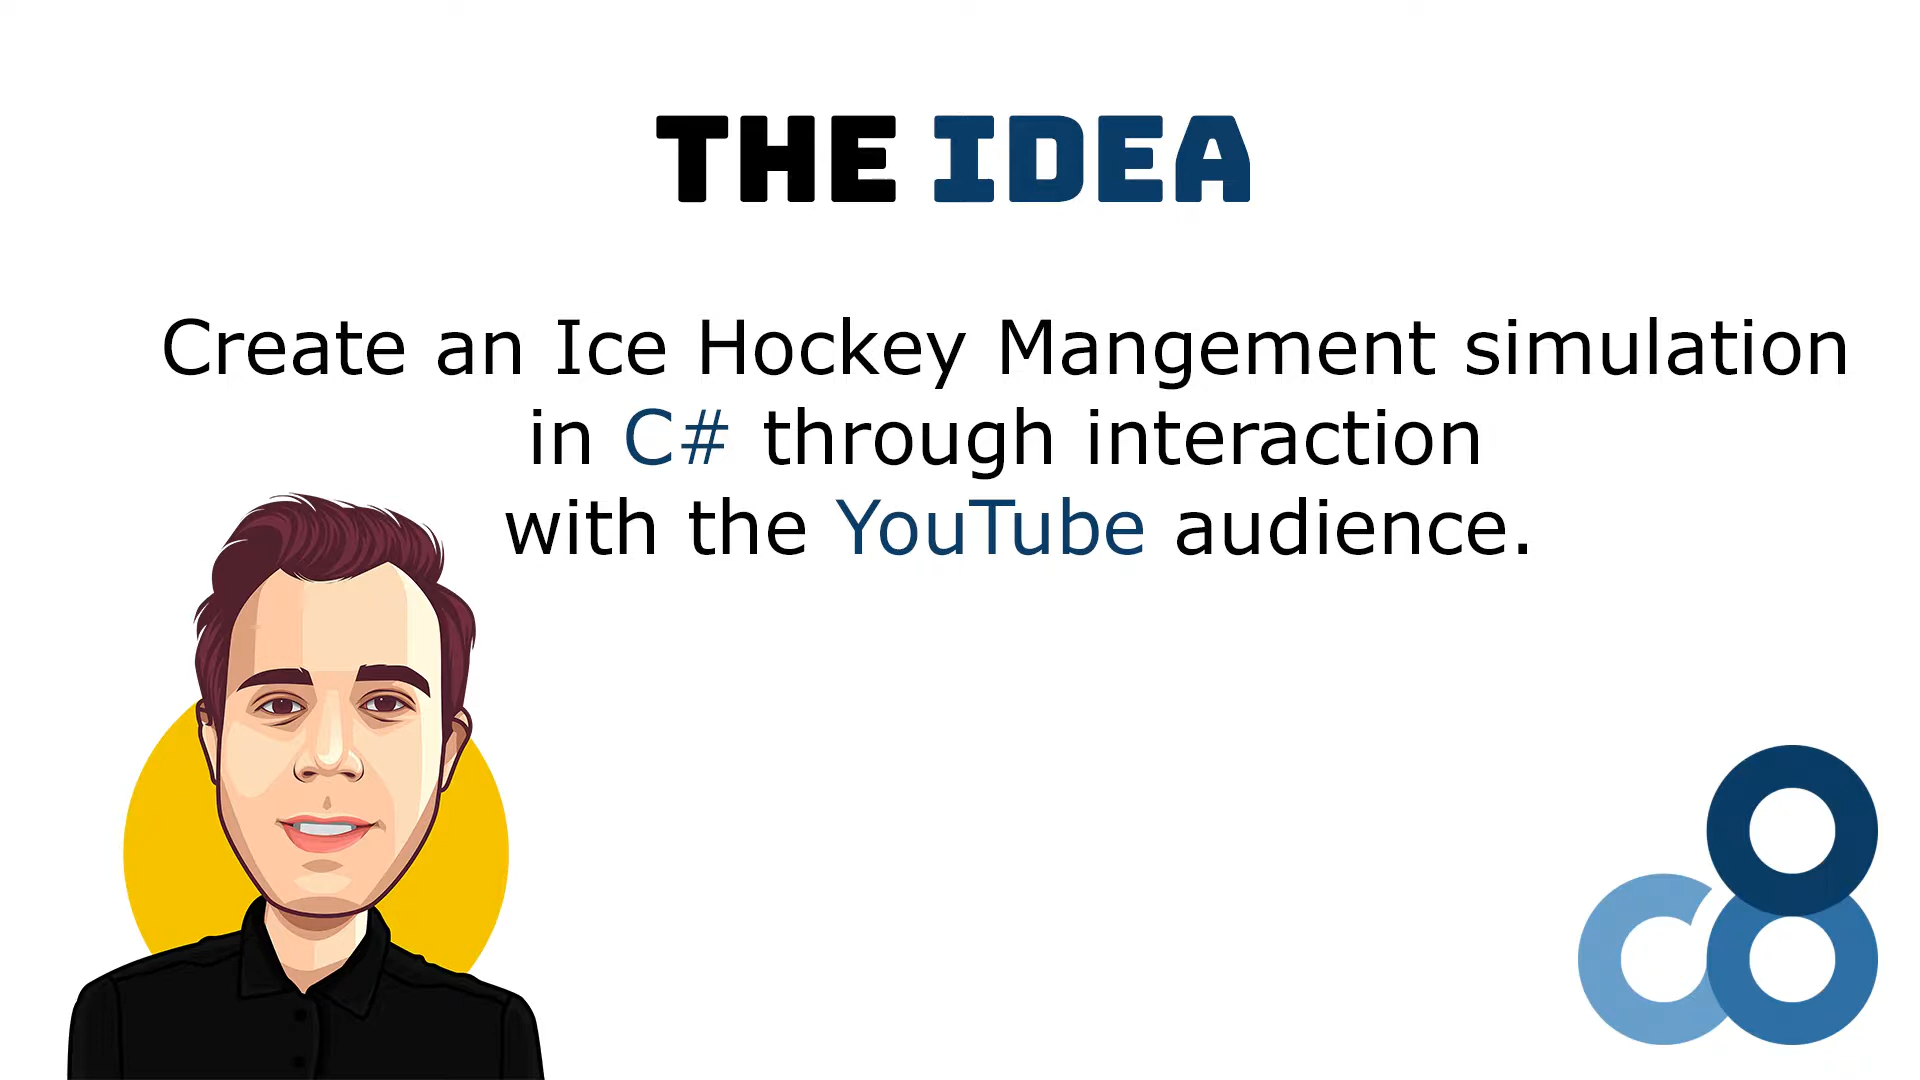 THE IDEA
Create an Ice Hockey Mangement simulation
in C# through interaction
with the YouTube audience.